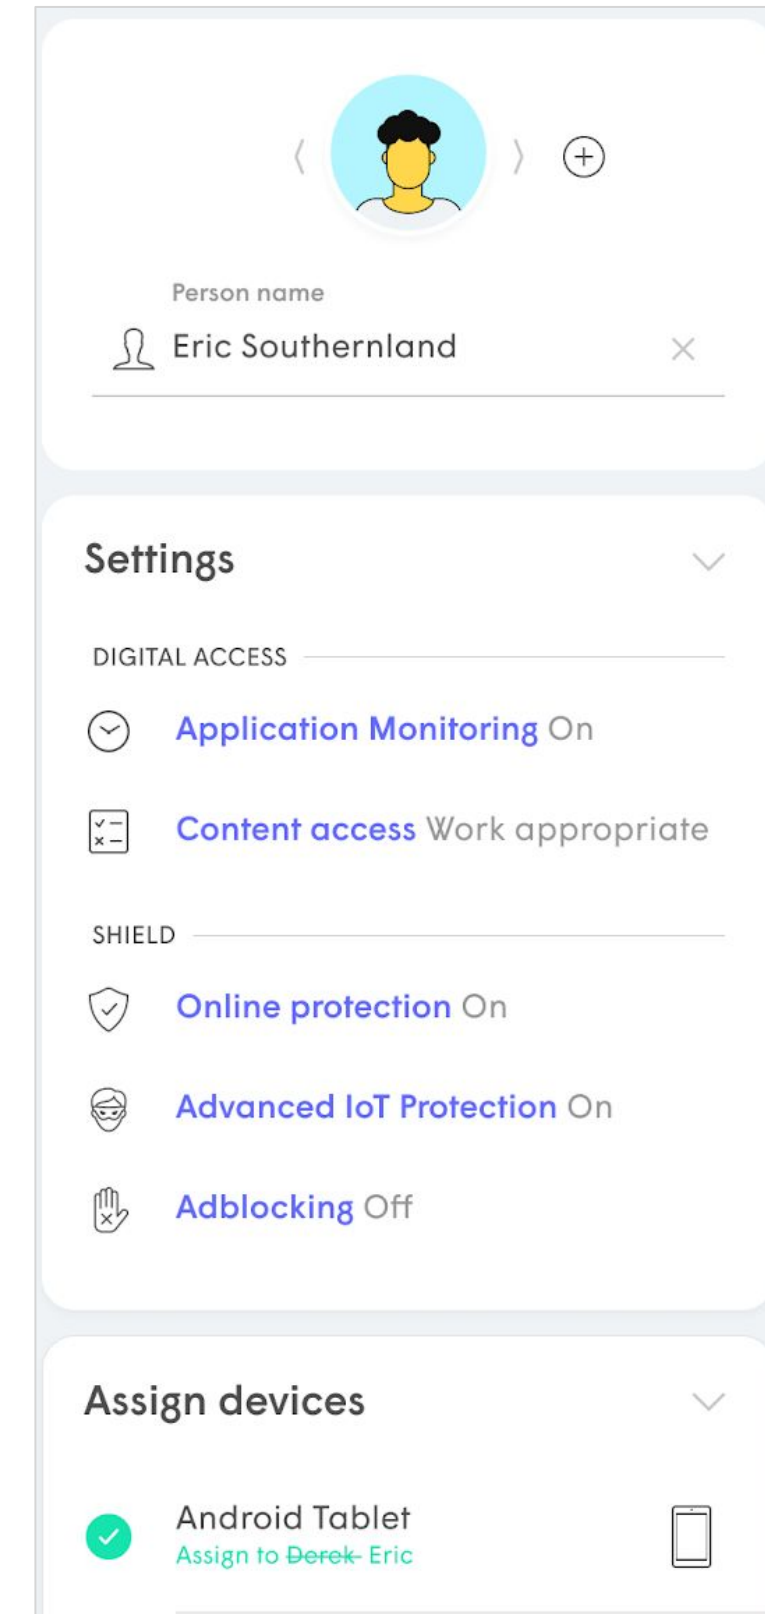 Person name
Eric Southernland
Settings
DIGITAL ACCESS
Application Monitoring On
Content access Work appropriate
SHIELD
Online protection On
Advanced IoT Protection On
Adblocking Off
Assign devices
Android Tablet
Assign to Derek Eric